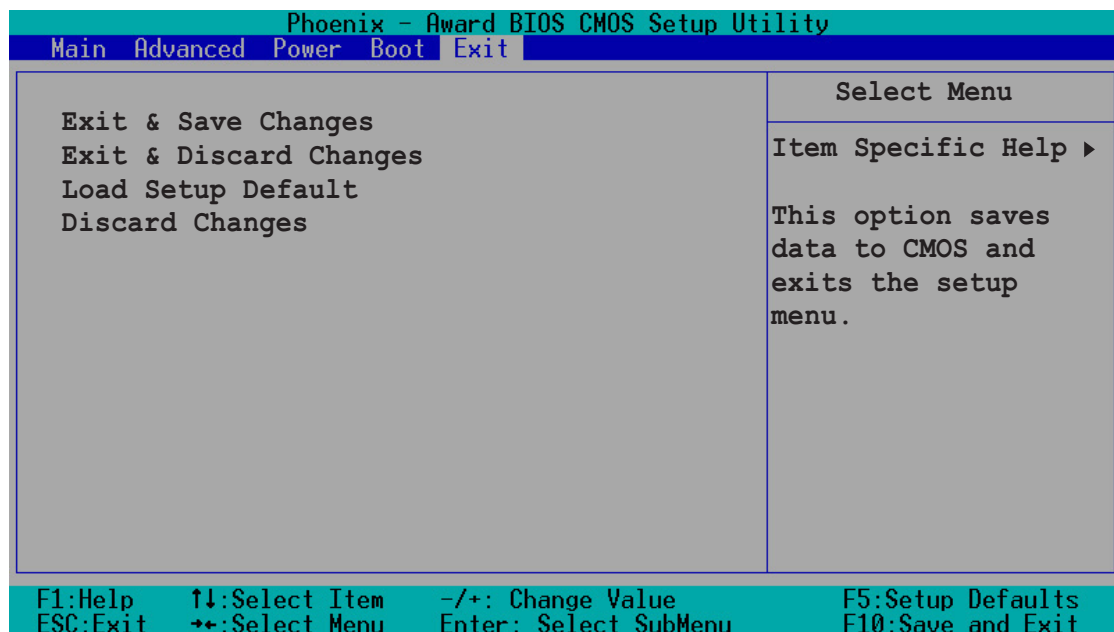 Phoenix - Award BIOS CMOS Setup Utility
Main Advanced Power Boot Exit
Exit & Save Changes
Exit & Discard Changes
Load Setup Default
Discard Changes
Select Menu
Item Specific Help ▸
This option saves
data to CMOS and
exits the setup
menu.
F1:Help ↑↓:Select Item -/+: Change Value F5:Setup Defaults
ESC:Exit →←:Select Menu Enter: Select SubMenu F10:Save and Exit